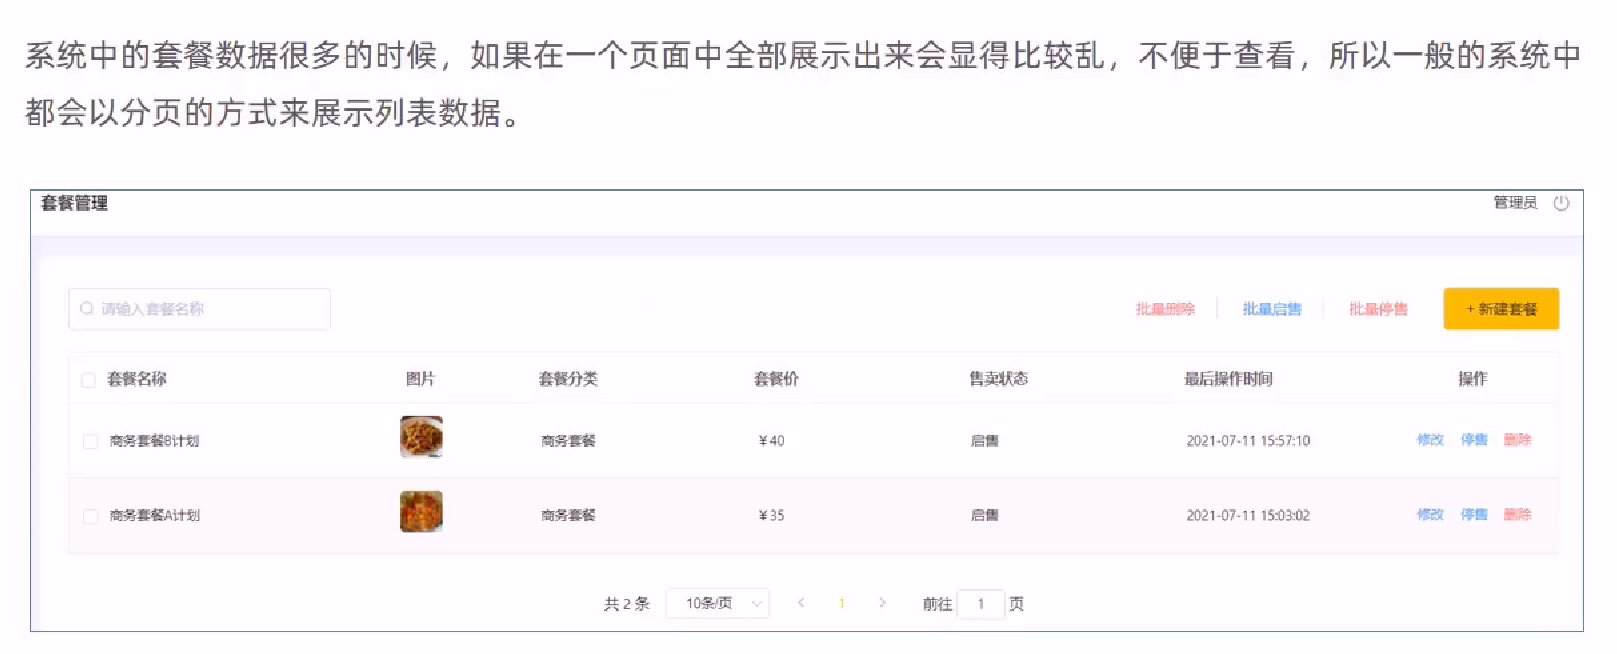 系统中的套餐数据很多的时候，如果在一个页面中全部展示出来会显得比较乱，不便于查看，所以一般的系统中
都会以分页的方式来展示列表数据。
套餐管理 管理员
请输入套餐名称 批量删除 批量启售 批量停售 + 新建套餐
套餐名称 图片 套餐分类 套餐价 售卖状态 最后操作时间 操作
商务套餐B计划 商务套餐 ¥40 启售 2021-07-11 15:57:10 修改 停售 删除
商务套餐A计划 商务套餐 ¥35 启售 2021-07-11 15:03:02 修改 停售 删除
共 2 条 10条/页 < 1 > 前往 1 页